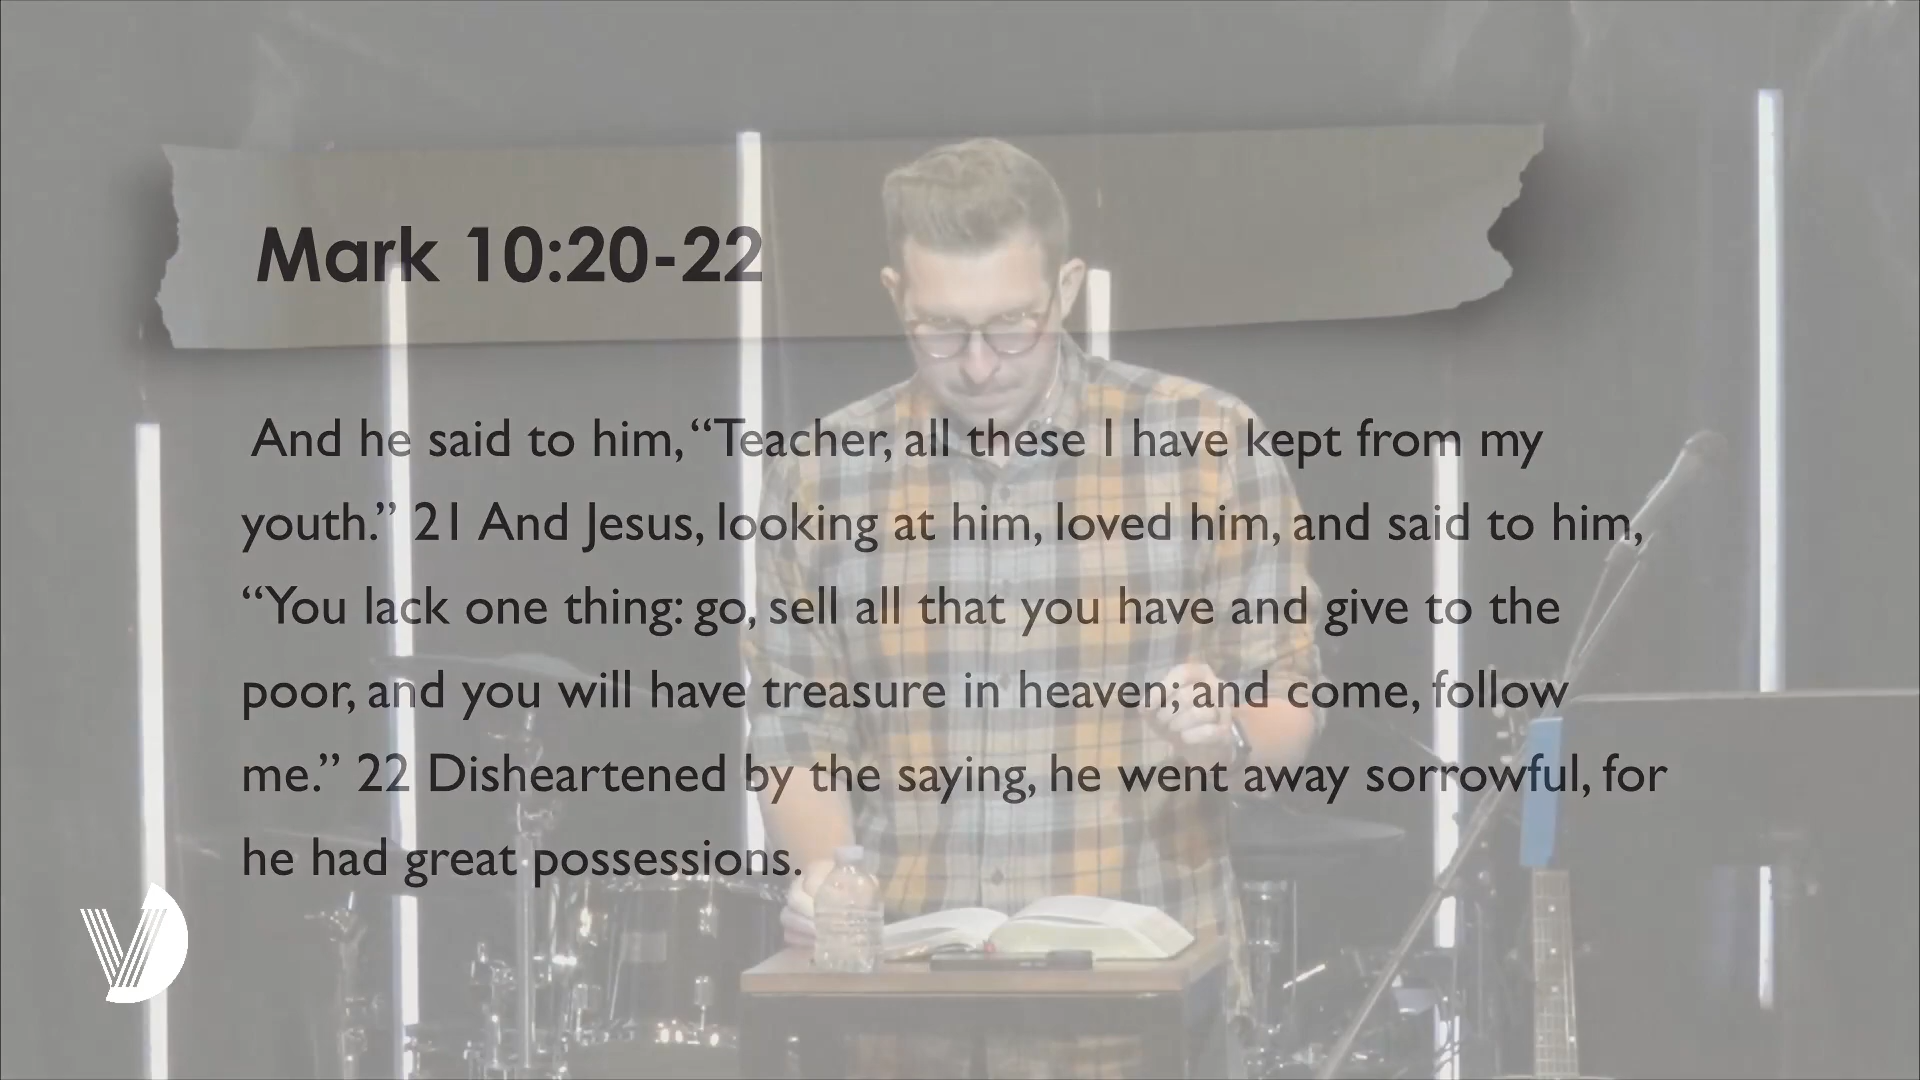 Mark 10:20-22
And he said to him, “Teacher, all these I have kept from my
youth.” 21 And Jesus, looking at him, loved him, and said to him,
“You lack one thing: go, sell all that you have and give to the
poor, and you will have treasure in heaven; and come, follow
me.” 22 Disheartened by the saying, he went away sorrowful, for
he had great possessions.